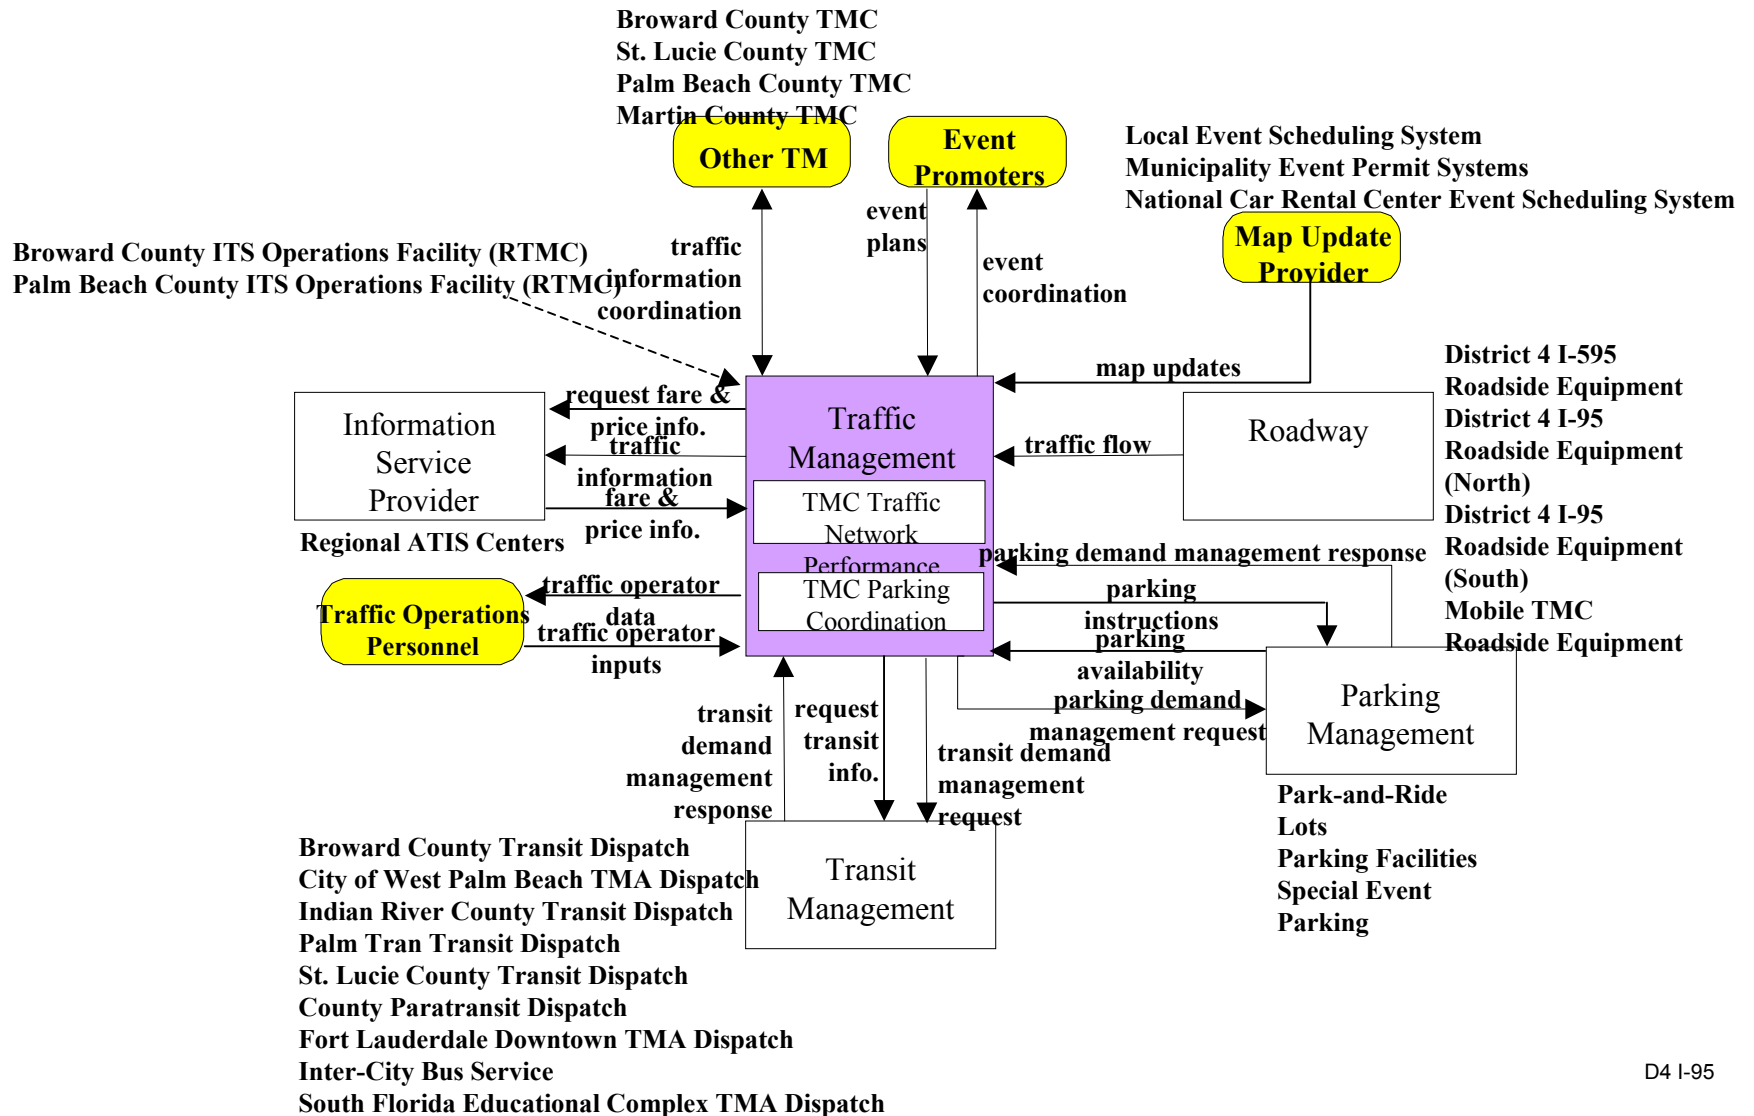 Broward County TMC
St. Lucie County TMC
Palm Beach County TMC
Martin County TMC
Other TM
Event
Promoters
Local Event Scheduling System
Municipality Event Permit Systems
National Car Rental Center Event Scheduling System
Map Update
Provider
Broward County ITS Operations Facility (RTMC)
Palm Beach County ITS Operations Facility (RTMC)
traffic
information
coordination
event
plans
event
coordination
map updates
District 4 I-595
Roadside Equipment
District 4 I-95
Roadside Equipment
(North)
District 4 I-95
Roadside Equipment
(South)
Mobile TMC
Roadside Equipment
Information
Service
Provider
Regional ATIS Centers
request fare &
price info.
traffic
information
fare &
price info.
Traffic
Management
TMC Traffic
Network
Performance
TMC Parking
Coordination
traffic flow
Roadway
Traffic Operations
Personnel
traffic operator
data
traffic operator
inputs
parking demand management response
parking
instructions
parking
availability
parking demand
management request
Parking
Management
Park-and-Ride
Lots
Parking Facilities
Special Event
Parking
transit
demand
management
response
request
transit
info.
transit demand
management
request
Transit
Management
Broward County Transit Dispatch
City of West Palm Beach TMA Dispatch
Indian River County Transit Dispatch
Palm Tran Transit Dispatch
St. Lucie County Transit Dispatch
County Paratransit Dispatch
Fort Lauderdale Downtown TMA Dispatch
Inter-City Bus Service
South Florida Educational Complex TMA Dispatch
D4 I-95